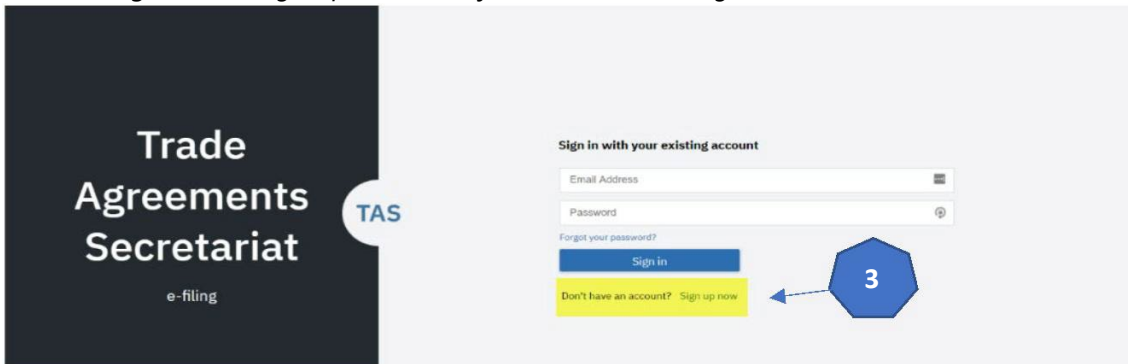 Trade
Agreements
Secretariat
e-filing
TAS
Sign in with your existing account
Email Address
Password
Forgot your password?
Sign in
Don't have an account? Sign up now
3